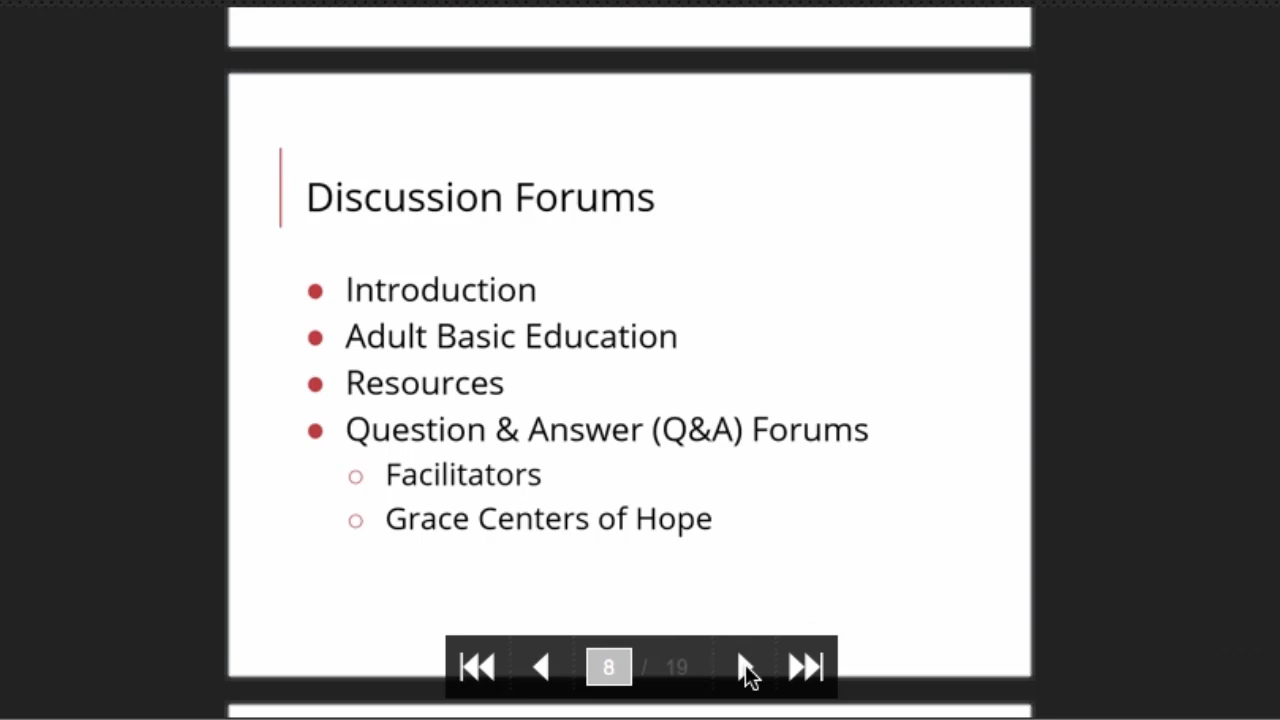 Discussion Forums
Introduction
Adult Basic Education
Resources
Question & Answer (Q&A) Forums
Facilitators
Grace Centers of Hope
8 / 19